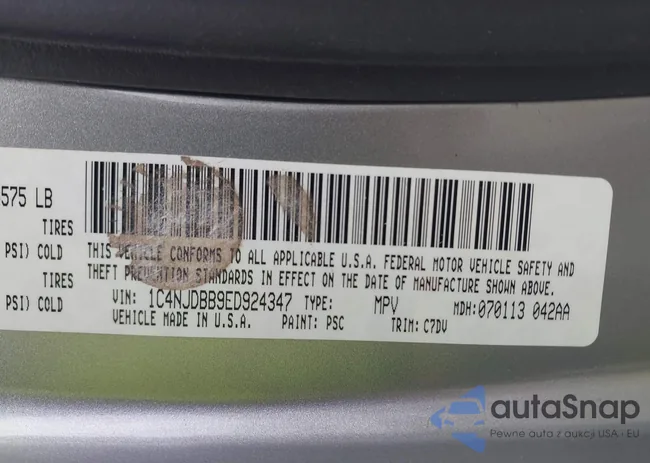 575 LB
TIRES
PSI) COLD
TIRES
PSI) COLD
THIS VEHICLE CONFORMS TO ALL APPLICABLE U.S.A. FEDERAL MOTOR VEHICLE SAFETY AND
THEFT PREVENTION STANDARDS IN EFFECT ON THE DATE OF MANUFACTURE SHOWN ABOVE.
VIN: 1C4NJDBB9ED924347 TYPE: MPV MDH:070113 042AA
VEHICLE MADE IN U.S.A. PAINT: PSC TRIM: C7DV
autaSnap
Pewne auta z aukcji USA - EU